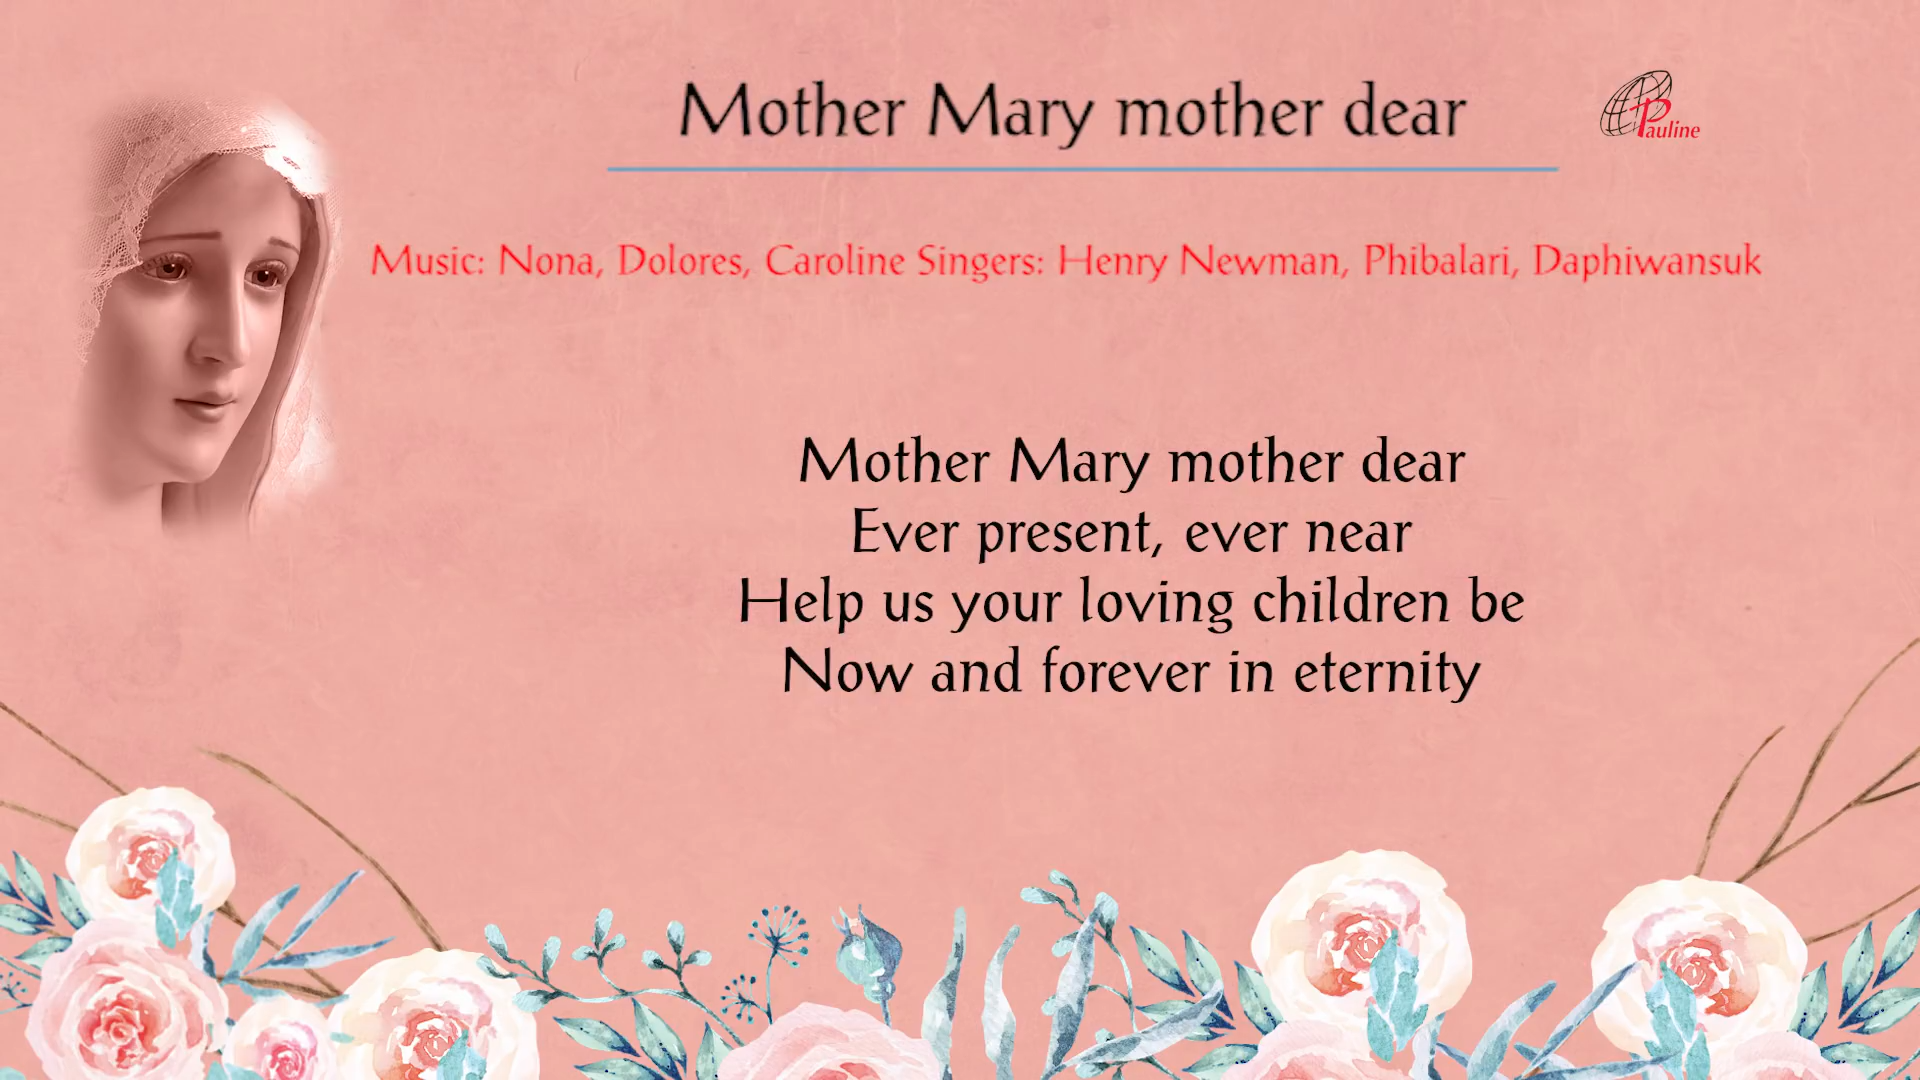 Mother Mary mother dear
Pauline
Music: Nona, Dolores, Caroline Singers: Henry Newman, Phibalari, Daphiwansuk
Mother Mary mother dear
Ever present, ever near
Help us your loving children be
Now and forever in eternity